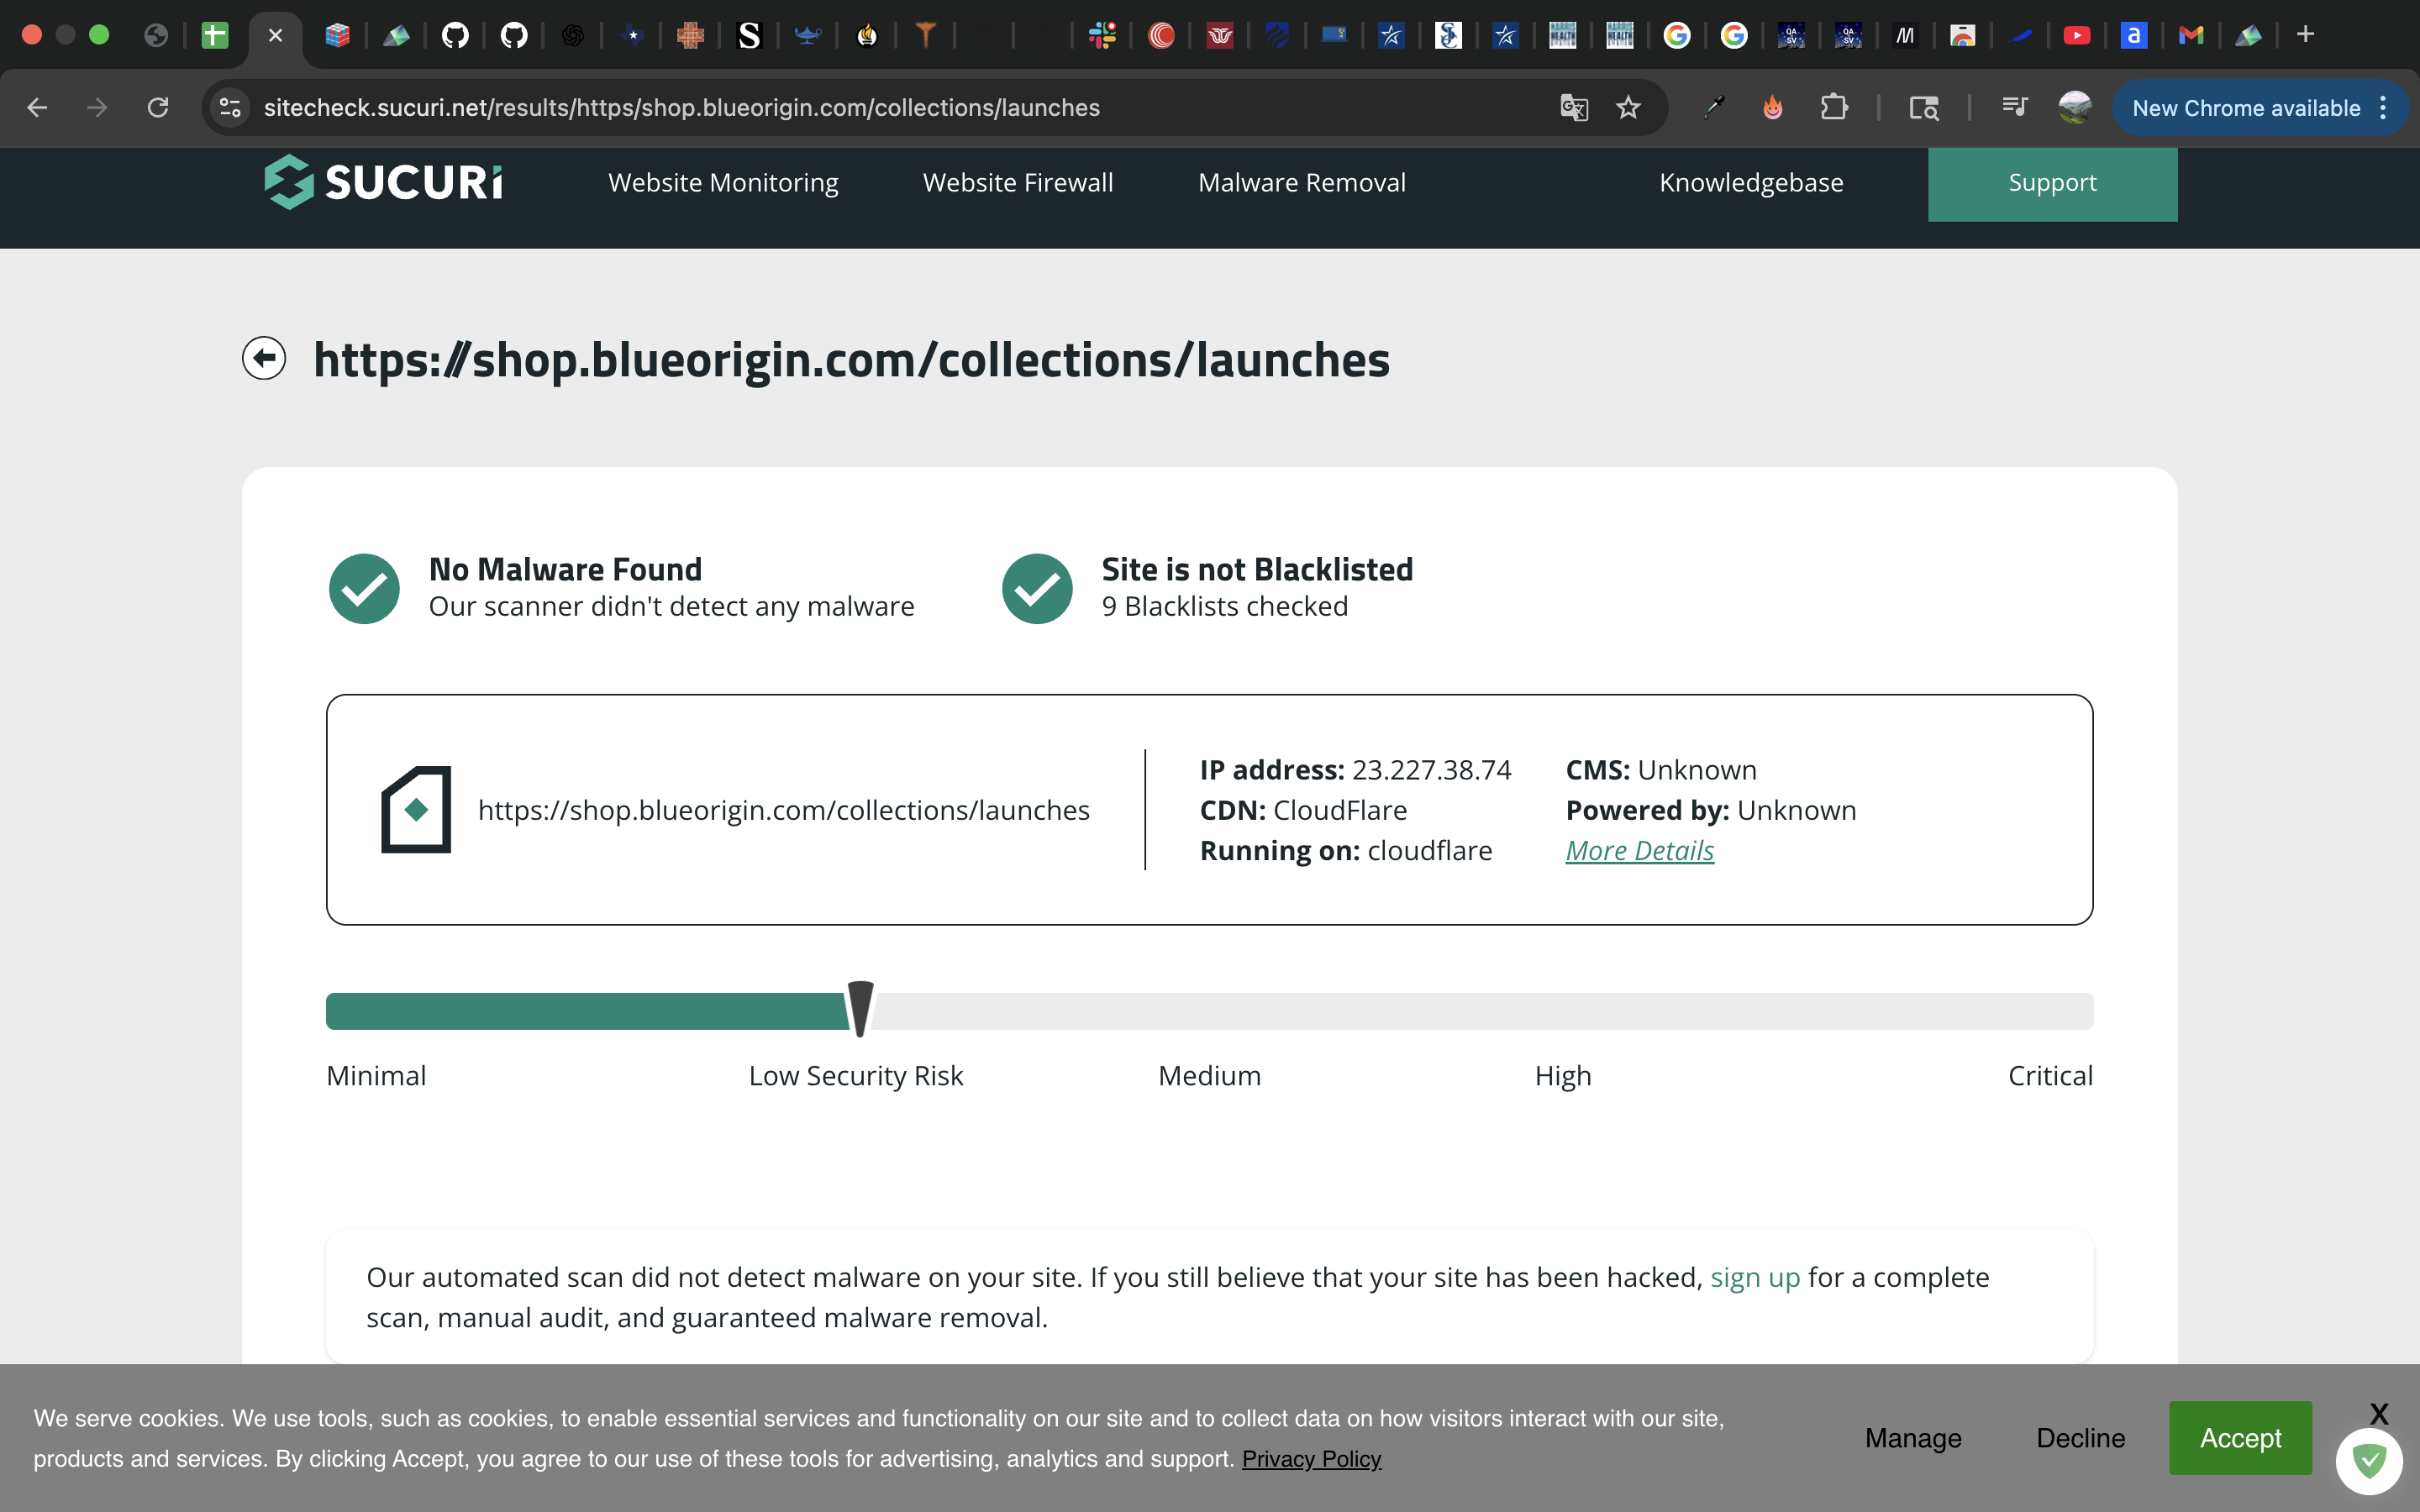 sitecheck.sucuri.net/results/https/shop.blueorigin.com/collections/launches
New Chrome available
SUCURi
Website Monitoring
Website Firewall
Malware Removal
Knowledgebase
Support
https://shop.blueorigin.com/collections/launches
No Malware Found
Our scanner didn't detect any malware
Site is not Blacklisted
9 Blacklists checked
https://shop.blueorigin.com/collections/launches
IP address: 23.227.38.74
CDN: CloudFlare
Running on: cloudflare
CMS: Unknown
Powered by: Unknown
More Details
Minimal
Low Security Risk
Medium
High
Critical
Our automated scan did not detect malware on your site. If you still believe that your site has been hacked, sign up for a complete
scan, manual audit, and guaranteed malware removal.
We serve cookies. We use tools, such as cookies, to enable essential services and functionality on our site and to collect data on how visitors interact with our site,
products and services. By clicking Accept, you agree to our use of these tools for advertising, analytics and support. Privacy Policy
Manage
Decline
Accept
X